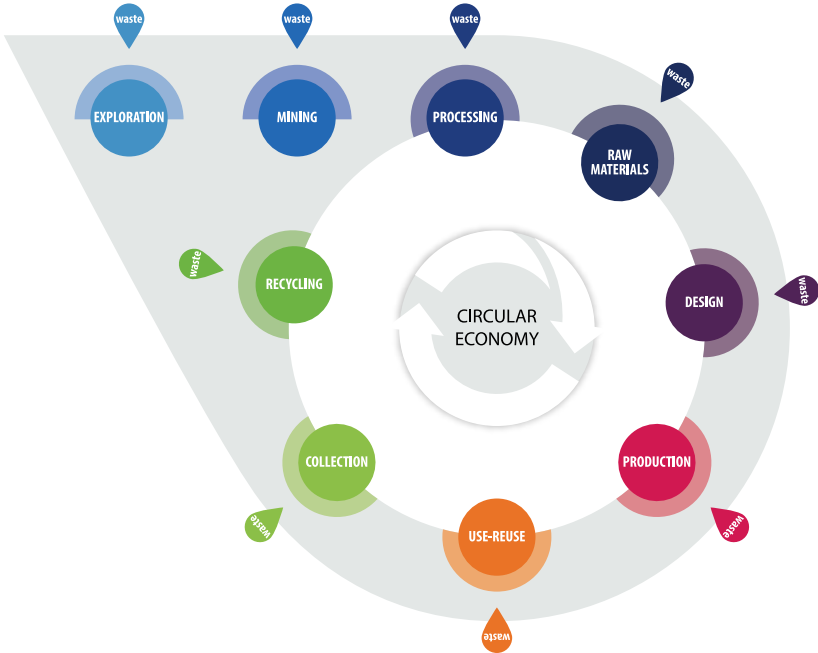 waste
waste
waste
waste
EXPLORATION
MINING
PROCESSING
RAW
MATERIALS
waste
RECYCLING
waste
DESIGN
CIRCULAR
ECONOMY
COLLECTION
PRODUCTION
waste
waste
USE-REUSE
waste